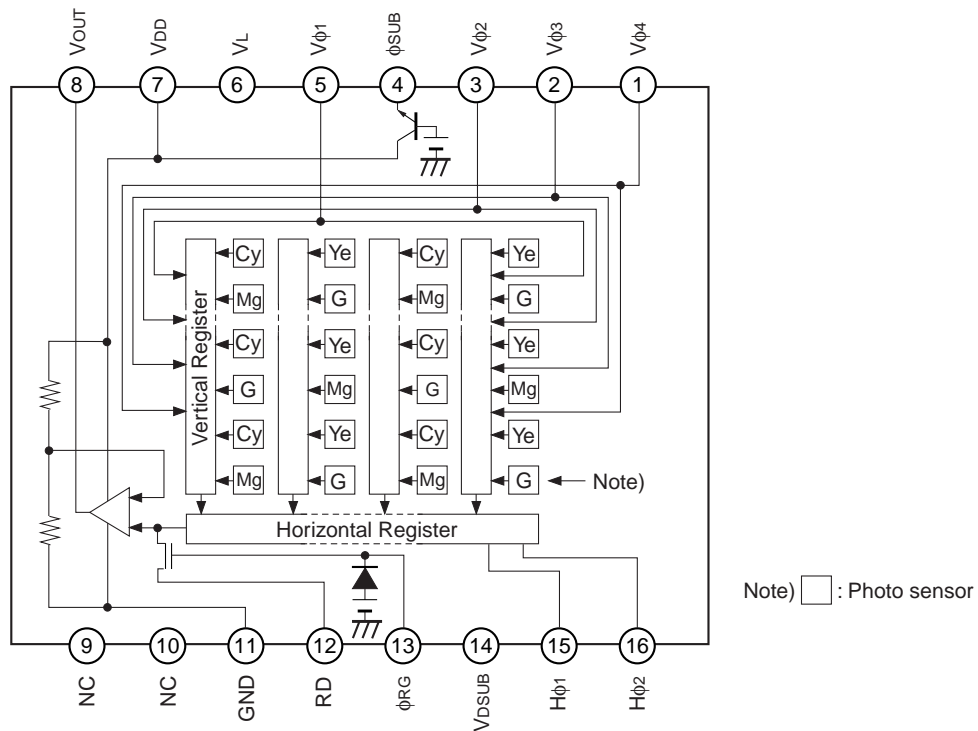 VOUT VDD VL Vϕ1 ϕSUB Vϕ2 Vϕ3 Vϕ4
8 7 6 5 4 3 2 1
Cy Ye Cy Ye
Mg G Mg G
Cy Ye Cy Ye
G Mg G Mg
Cy Ye Cy Ye
Mg G Mg G
Vertical Register
Note)
Horizontal Register
Note) : Photo sensor
9 10 11 12 13 14 15 16
NC NC GND RD ϕRG VDSUB Hϕ1 Hϕ2